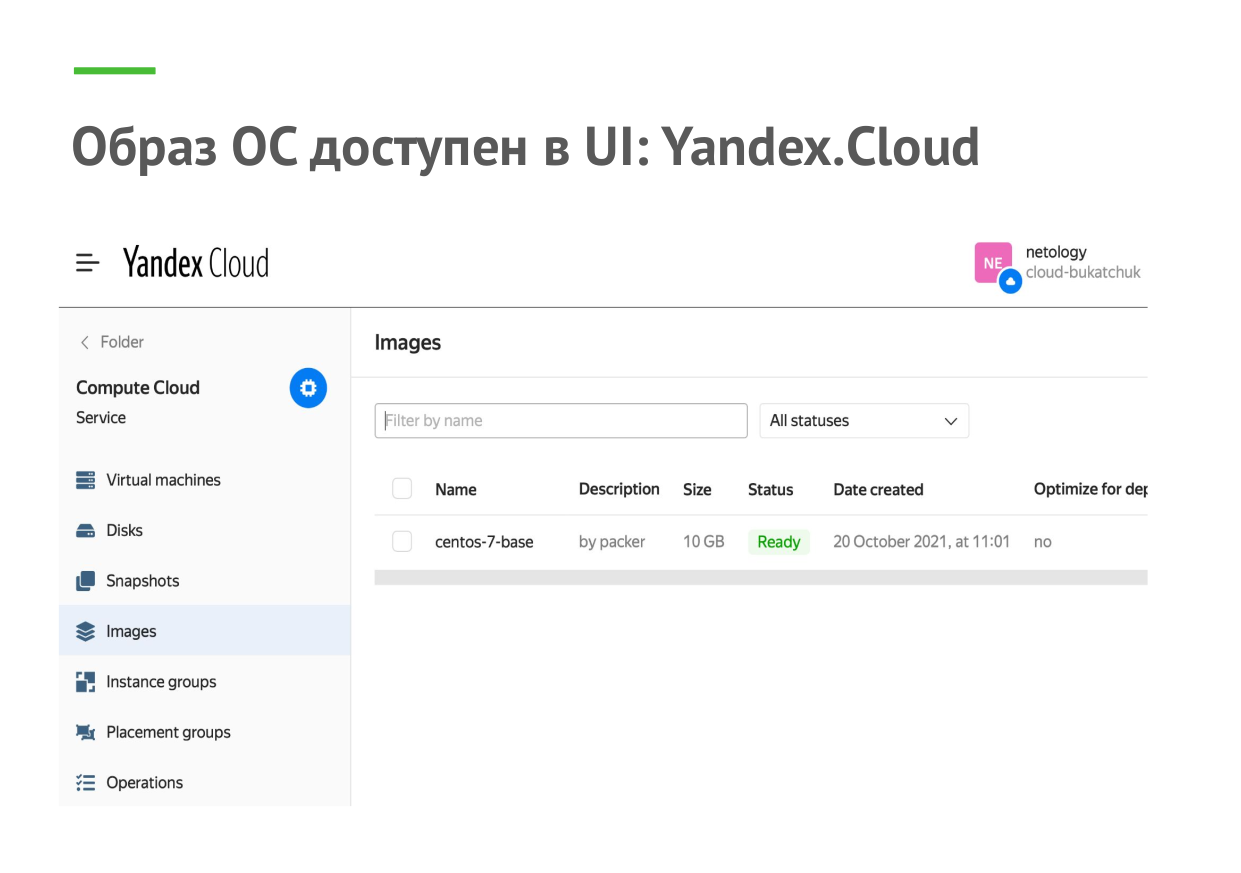 Образ ОС доступен в UI: Yandex.Cloud
Yandex Cloud
NE
netology
cloud-bukatchuk
Folder
Compute Cloud
Service
Virtual machines
Disks
Snapshots
Images
Instance groups
Placement groups
Operations
Images
Filter by name
All statuses
Name Description Size Status Date created Optimize for dep
centos-7-base by packer 10 GB Ready 20 October 2021, at 11:01 no